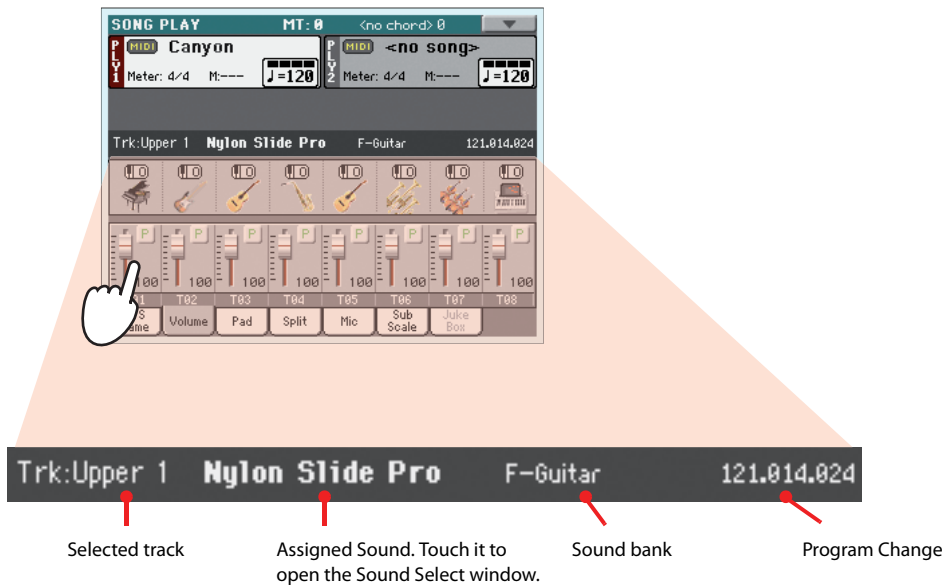 SONG PLAY MT: 0 <no chord> 0
PLY1 MIDI Canyon
Meter: 4/4 M:--- ♩=120
PLY2 MIDI <no song>
Meter: 4/4 M:--- ♩=120
Trk:Upper 1 Nylon Slide Pro F-Guitar 121.014.024
P P P P P P P P
100 100 100 100 100 100 100 100
T02 T03 T04 T05 T06 T07 T08
Volume Pad Split Mic Sub Scale Juke Box
Trk:Upper 1 Nylon Slide Pro F-Guitar 121.014.024
Selected track
Assigned Sound. Touch it to
open the Sound Select window.
Sound bank
Program Change